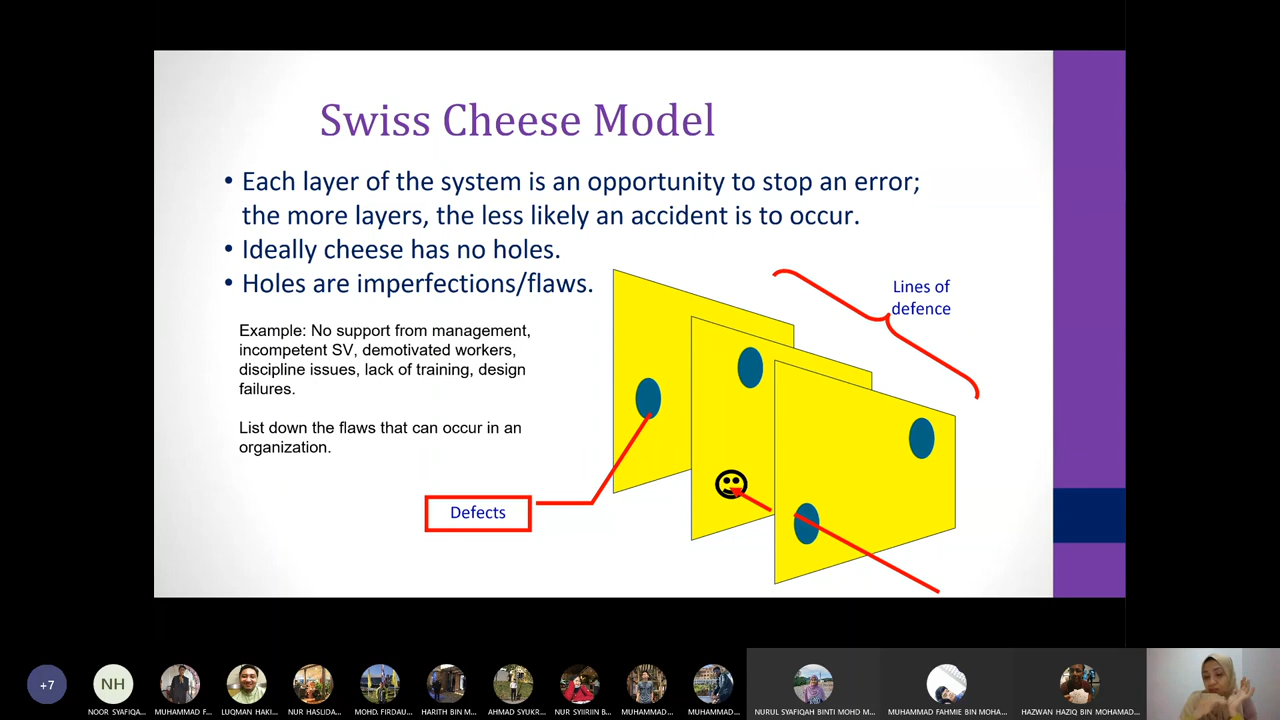 Swiss Cheese Model
• Each layer of the system is an opportunity to stop an error;
the more layers, the less likely an accident is to occur.
• Ideally cheese has no holes.
• Holes are imperfections/flaws.
Lines of
defence
Example: No support from management,
incompetent SV, demotivated workers,
discipline issues, lack of training, design
failures.
List down the flaws that can occur in an
organization.
Defects
+7
NH
NOOR SYAFIQA...
MUHAMMAD F...
LUQMAN HAKI...
NUR HASLIDA...
MOHD. FIRDAU...
HARITH BIN M...
AHMAD SYUKR...
NUR SYIIRIIN B...
MUHAMMAD ...
MUHAMMAD ...
NURUL SYAFIQAH BINTI MOHD M...
MUHAMMAD FAHMIE BIN MOHA...
HAZWAN HAZIQ BIN MOHAMAD...